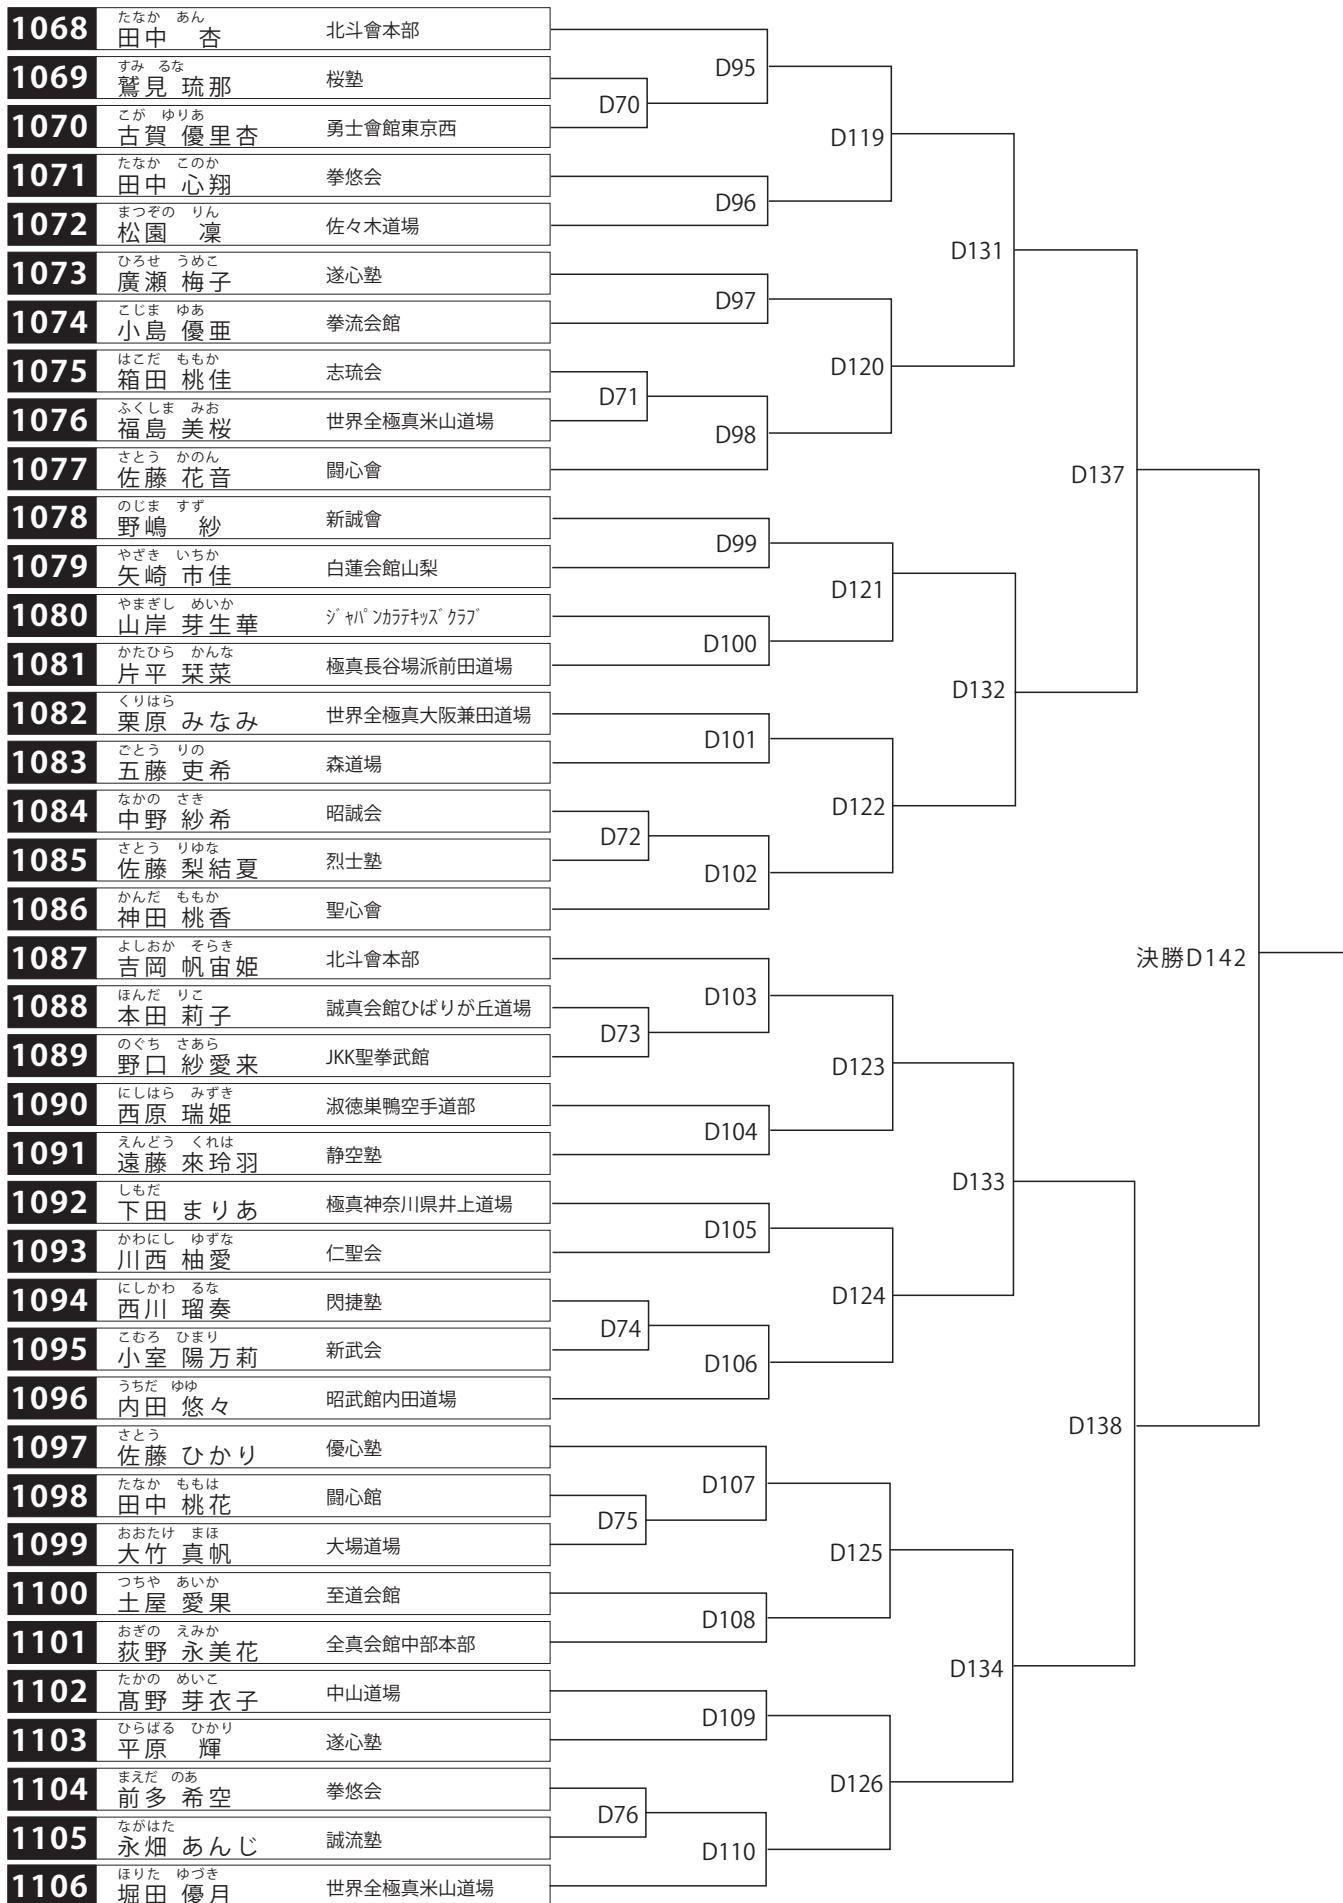 1068 たなか あん 田中 杏 北斗會本部
1069 すみ るな 鷲見 琉那 桜塾
1070 こが ゆりあ 古賀 優里杏 勇士會館東京西
1071 たなか このか 田中 心翔 拳悠会
1072 まつぞの りん 松園 凜 佐々木道場
1073 ひろせ うめこ 廣瀬 梅子 遂心塾
1074 こじま ゆあ 小島 優亜 拳流会館
1075 はこだ ももか 箱田 桃佳 志琉会
1076 ふくしま みお 福島 美桜 世界全極真米山道場
1077 さとう かのん 佐藤 花音 闘心會
1078 のじま すず 野嶋 紗 新誠會
1079 やざき いちか 矢崎 市佳 白蓮会館山梨
1080 やまぎし めいか 山岸 芽生華 ｼﾞｬﾊﾟﾝｶﾗﾃｷｯｽﾞｸﾗﾌﾞ
1081 かたひら かんな 片平 栞菜 極真長谷場派前田道場
1082 くりはら 栗原 みなみ 世界全極真大阪兼田道場
1083 ごとう りの 五藤 吏希 森道場
1084 なかの さき 中野 紗希 昭誠会
1085 さとう りゆな 佐藤 梨結夏 烈士塾
1086 かんだ ももか 神田 桃香 聖心會
1087 よしおか そらき 吉岡 帆宙姫 北斗會本部
1088 ほんだ りこ 本田 莉子 誠真会館ひばりが丘道場
1089 のぐち さあら 野口 紗愛来 JKK聖拳武館
1090 にしはら みずき 西原 瑞姫 淑徳巣鴨空手道部
1091 えんどう くれは 遠藤 來玲羽 静空塾
1092 しもだ 下田 まりあ 極真神奈川県井上道場
1093 かわにし ゆずな 川西 柚愛 仁聖会
1094 にしかわ るな 西川 瑠奏 閃捷塾
1095 こむろ ひまり 小室 陽万莉 新武会
1096 うちだ ゆゆ 内田 悠々 昭武館内田道場
1097 さとう 佐藤 ひかり 優心塾
1098 たなか ももは 田中 桃花 闘心館
1099 おおたけ まほ 大竹 真帆 大場道場
1100 つちや あいか 土屋 愛果 至道会館
1101 おぎの えみか 荻野 永美花 全真会館中部本部
1102 たかの めいこ 髙野 芽衣子 中山道場
1103 ひらばる ひかり 平原 輝 遂心塾
1104 まえだ のあ 前多 希空 拳悠会
1105 ながはた 永畑 あんじ 誠流塾
1106 ほりた ゆづき 堀田 優月 世界全極真米山道場
D70
D71
D72
D73
D74
D75
D76
D95
D96
D97
D98
D99
D100
D101
D102
D103
D104
D105
D106
D107
D108
D109
D110
D119
D120
D121
D122
D123
D124
D125
D126
D131
D132
D133
D134
D137
D138
決勝D142